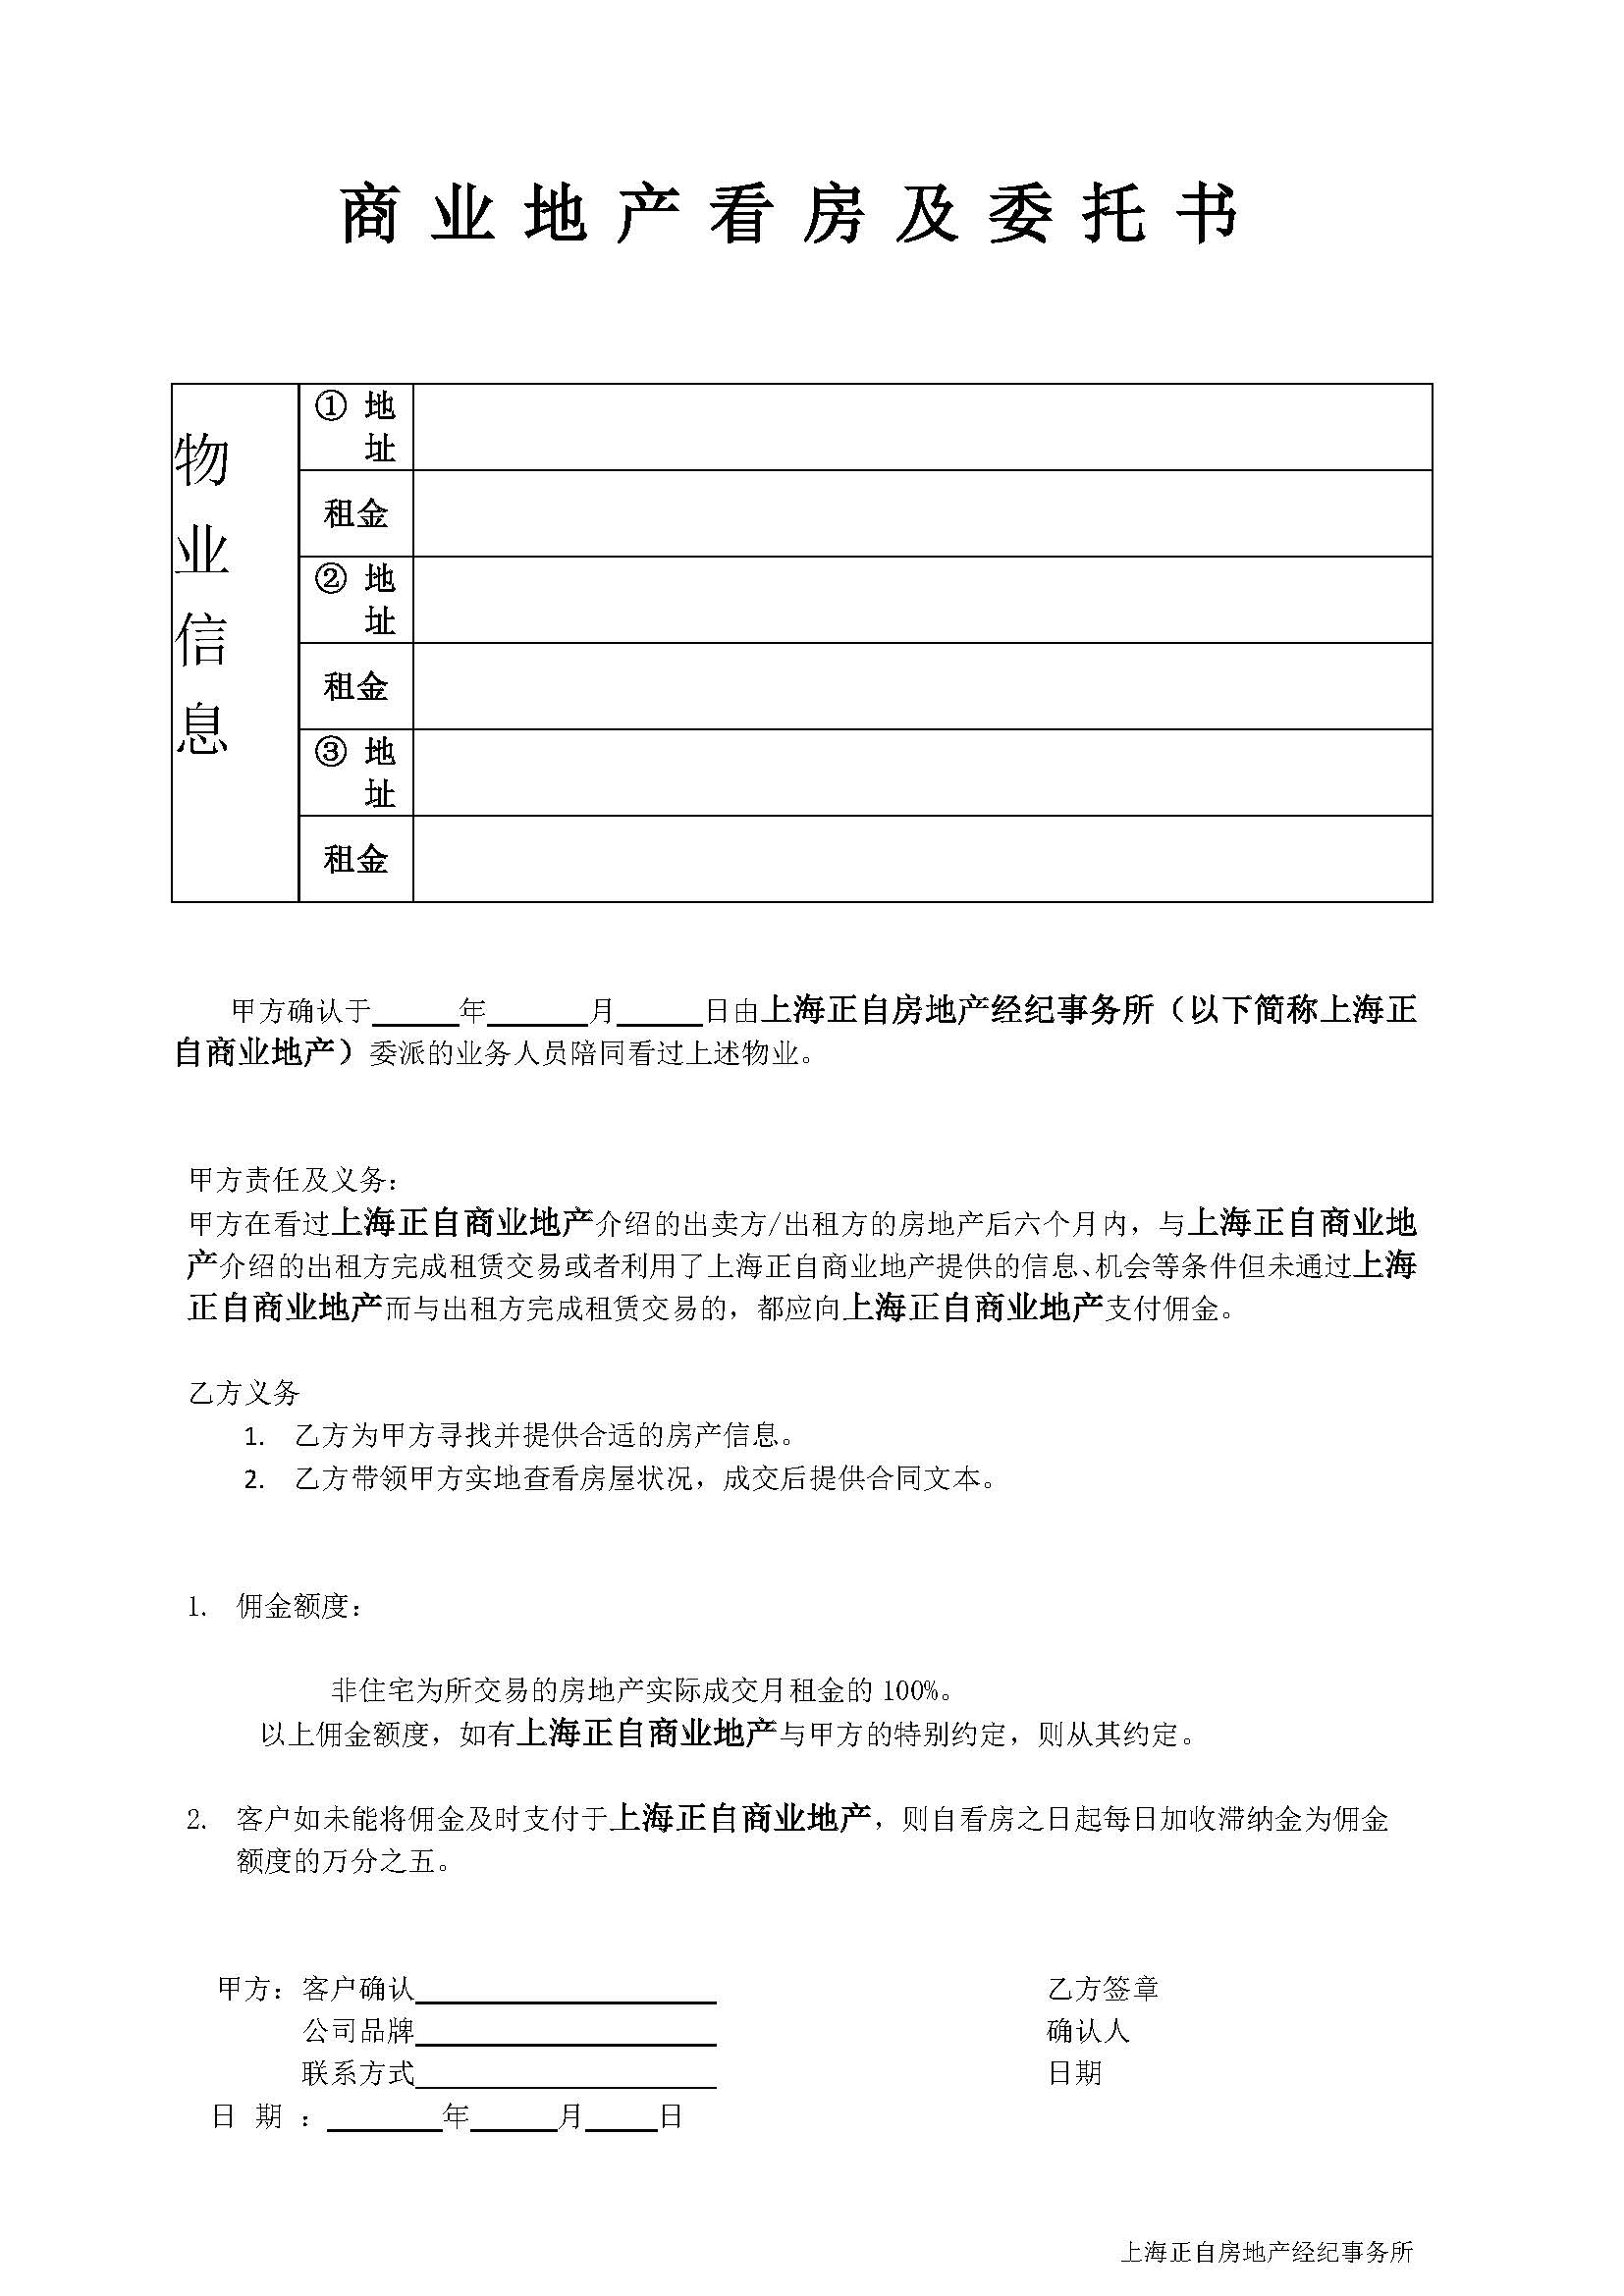 商业地产看房及委托书
物
业
信
息
① 地
址
租金
② 地
址
租金
③ 地
址
租金
甲方确认于______年______月______日由上海正自房地产经纪事务所（以下简称上海正
自商业地产）委派的业务人员陪同看过上述物业。
甲方责任及义务：
甲方在看过上海正自商业地产介绍的出卖方/出租方的房地产后六个月内，与上海正自商业地
产介绍的出租方完成租赁交易或者利用了上海正自商业地产提供的信息、机会等条件但未通过上海
正自商业地产而与出租方完成租赁交易的，都应向上海正自商业地产支付佣金。
乙方义务
1. 乙方为甲方寻找并提供合适的房产信息。
2. 乙方带领甲方实地查看房屋状况，成交后提供合同文本。
1. 佣金额度：
非住宅为所交易的房地产实际成交月租金的 100%。
以上佣金额度，如有上海正自商业地产与甲方的特别约定，则从其约定。
2. 客户如未能将佣金及时支付于上海正自商业地产，则自看房之日起每日加收滞纳金为佣金
额度的万分之五。
甲方：客户确认____________________ 乙方签章
公司品牌____________________ 确认人
联系方式____________________ 日期
日 期 ：________年______月_____日
上海正自房地产经纪事务所